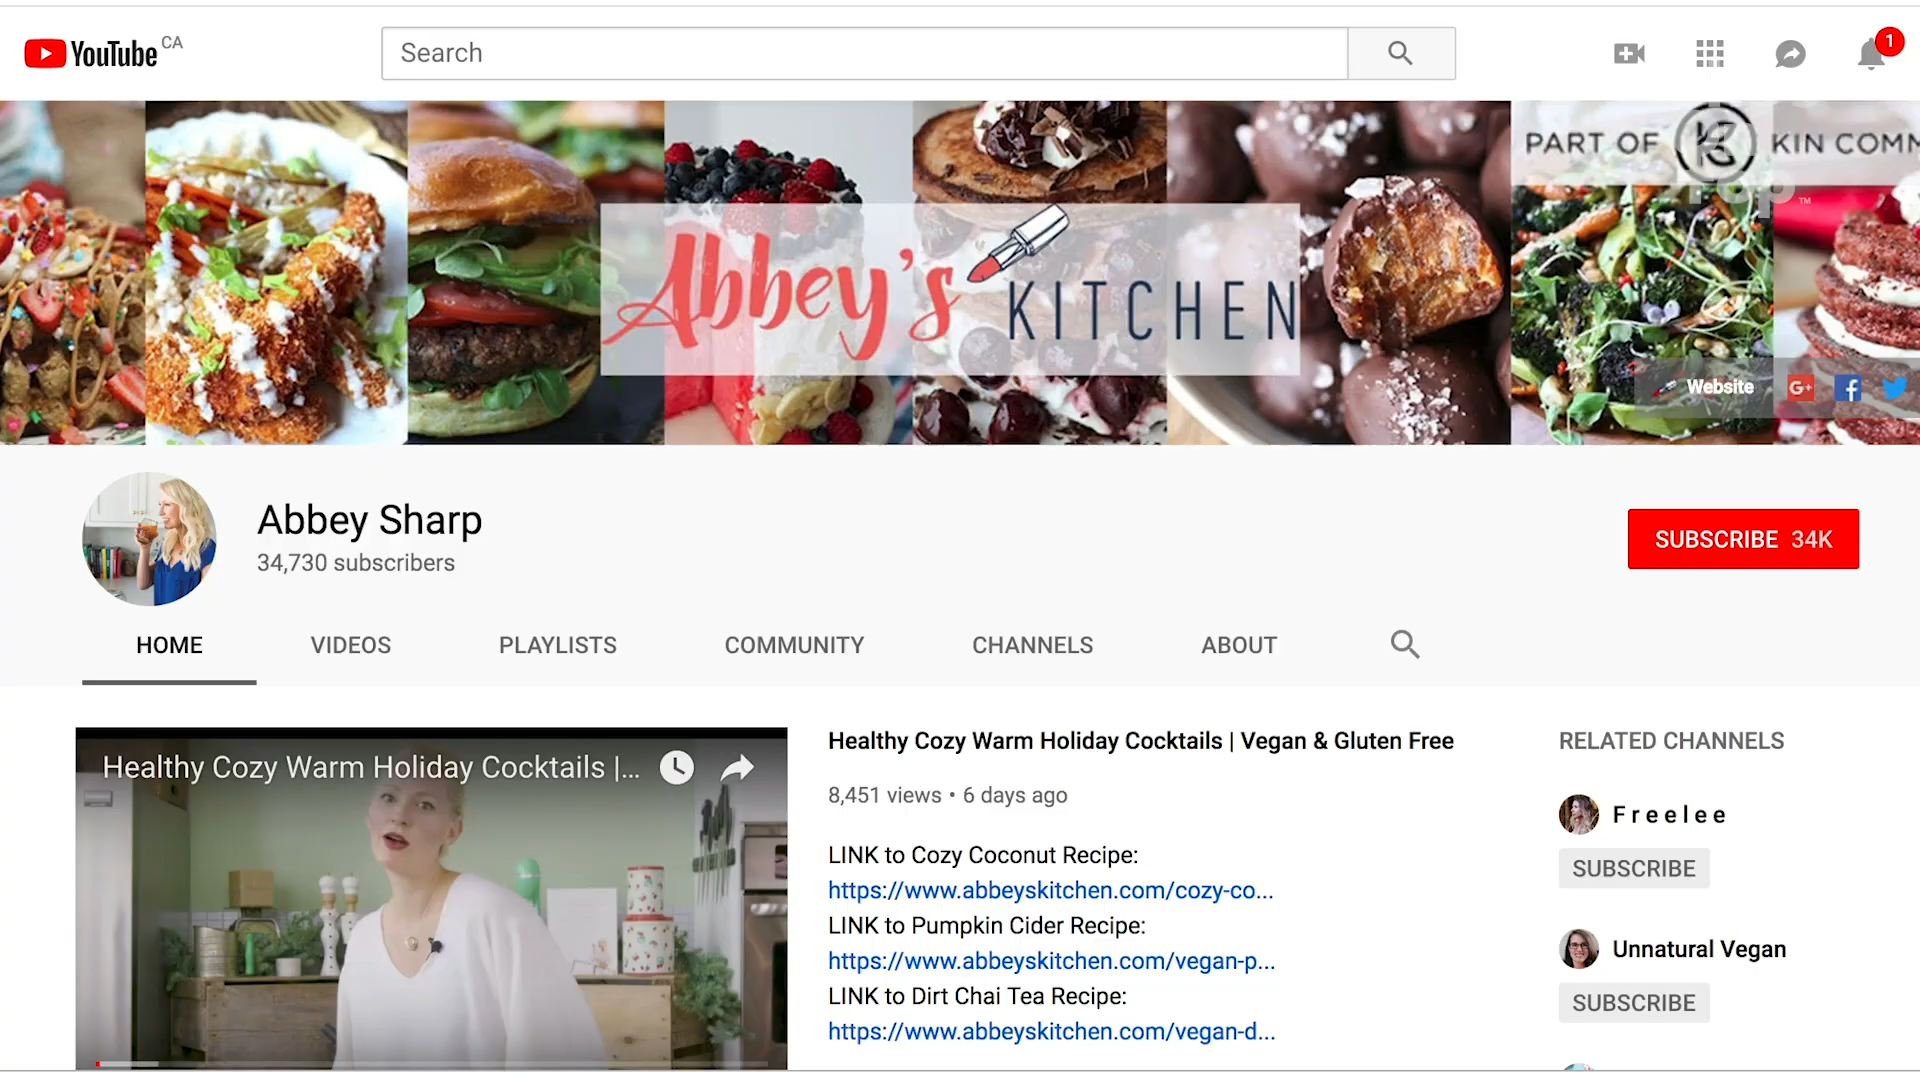 YouTube CA
Search
1
PART OF K KIN COMM
Top ™
Abbey's KITCHEN
Website
G+ f
Abbey Sharp
34,730 subscribers
SUBSCRIBE 34K
HOME VIDEOS PLAYLISTS COMMUNITY CHANNELS ABOUT
Healthy Cozy Warm Holiday Cocktails |...
Healthy Cozy Warm Holiday Cocktails | Vegan & Gluten Free
8,451 views • 6 days ago
LINK to Cozy Coconut Recipe:
https://www.abbeyskitchen.com/cozy-co...
LINK to Pumpkin Cider Recipe:
https://www.abbeyskitchen.com/vegan-p...
LINK to Dirt Chai Tea Recipe:
https://www.abbeyskitchen.com/vegan-d...
RELATED CHANNELS
F r e e l e e
SUBSCRIBE
Unnatural Vegan
SUBSCRIBE